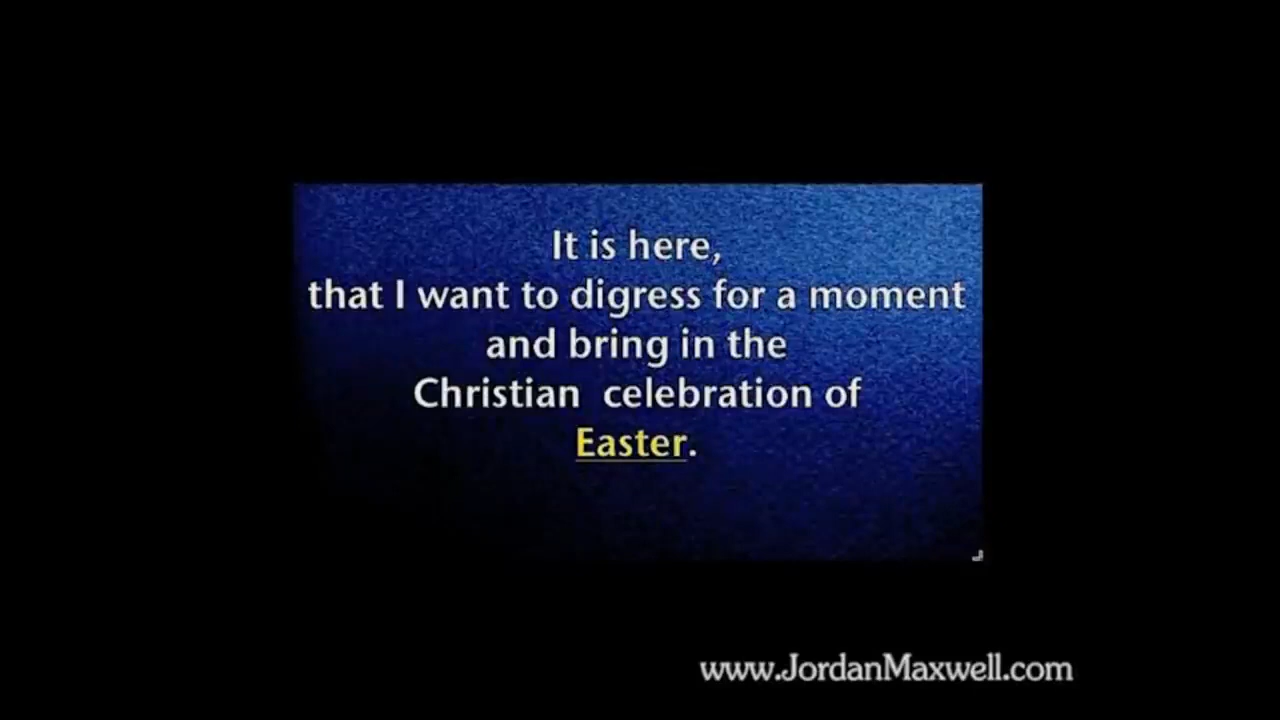 It is here,
that I want to digress for a moment
and bring in the
Christian celebration of
Easter.
www.JordanMaxwell.com